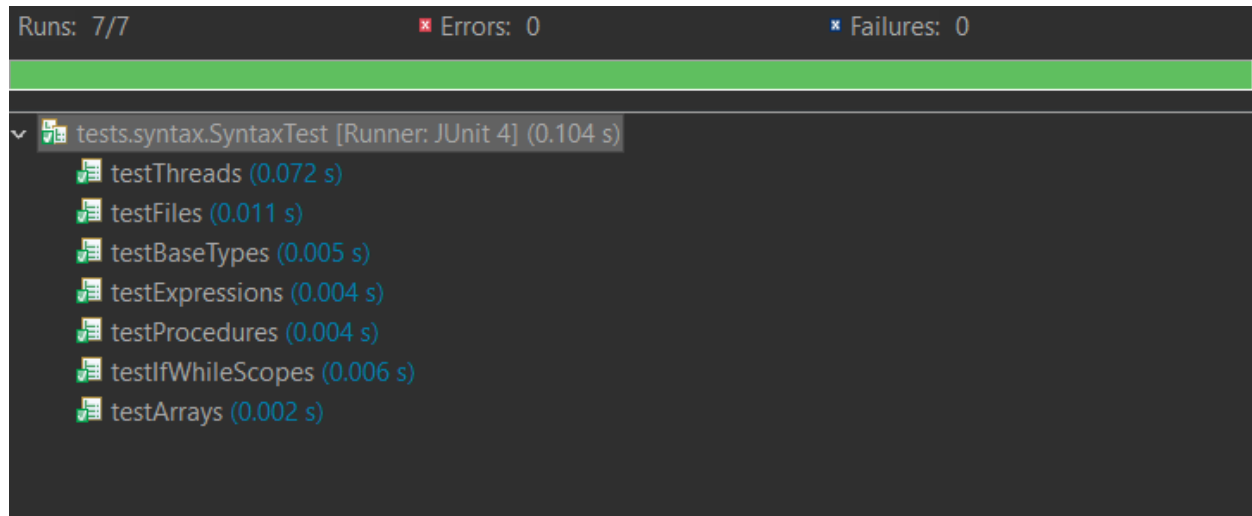 Runs: 7/7 Errors: 0 Failures: 0
tests.syntax.SyntaxTest [Runner: JUnit 4] (0.104 s)
testThreads (0.072 s)
testFiles (0.011 s)
testBaseTypes (0.005 s)
testExpressions (0.004 s)
testProcedures (0.004 s)
testIfWhileScopes (0.006 s)
testArrays (0.002 s)